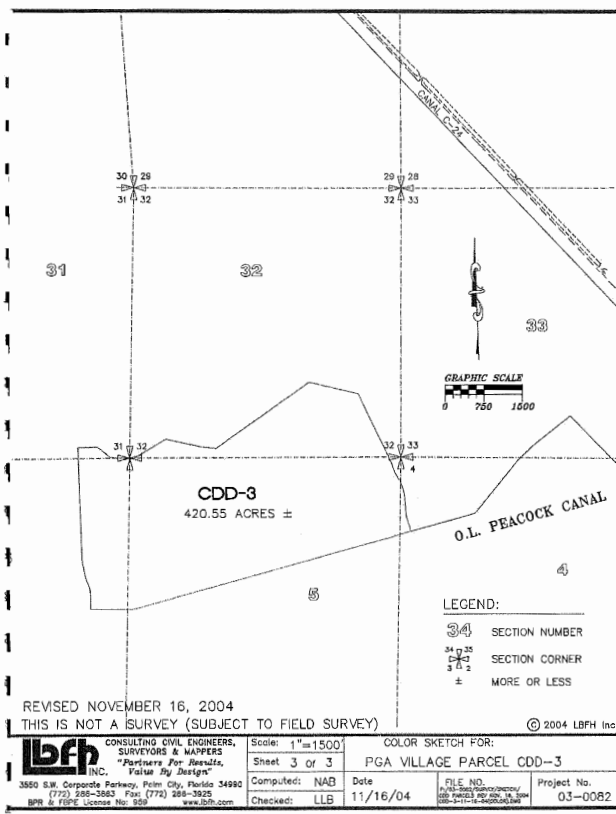 CANAL C-24
30 29
31 32
29 28
32 33
31
32
33
GRAPHIC SCALE
0 750 1500
31 32
32 33
4
CDD-3
420.55 ACRES ±
O.L. PEACOCK CANAL
5
4
LEGEND:
34 SECTION NUMBER
34 35
3 2
SECTION CORNER
± MORE OR LESS
REVISED NOVEMBER 16, 2004
THIS IS NOT A SURVEY (SUBJECT TO FIELD SURVEY)
© 2004 LBFH Inc
lbfh INC.
CONSULTING CIVIL ENGINEERS,
SURVEYORS & MAPPERS
"Partners For Results,
Value By Design"
3550 S.W. Corporate Parkway, Palm City, Florida 34990
(772) 286-3883 Fax: (772) 286-3925
BPR & FBPE License No: 959 www.lbfh.com
Scale: 1"=1500'
Sheet 3 or 3
Computed: NAB
Checked: LLB
COLOR SKETCH FOR:
PGA VILLAGE PARCEL CDD-3
Date
11/16/04
FILE NO.
Project No.
03-0082